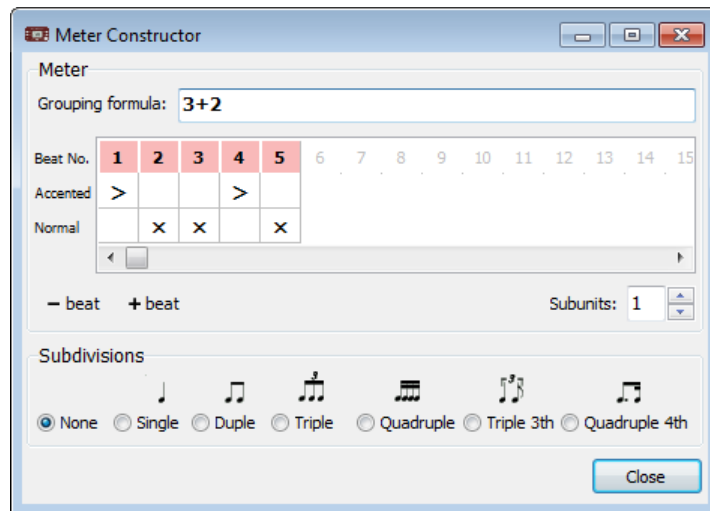 Meter Constructor
Meter
Grouping formula: 3+2
Beat No. 1 2 3 4 5 6 7 8 9 10 11 12 13 14 15
Accented > >
Normal × × ×
– beat + beat Subunits: 1
Subdivisions
3 3
None Single Duple Triple Quadruple Triple 3th Quadruple 4th
Close